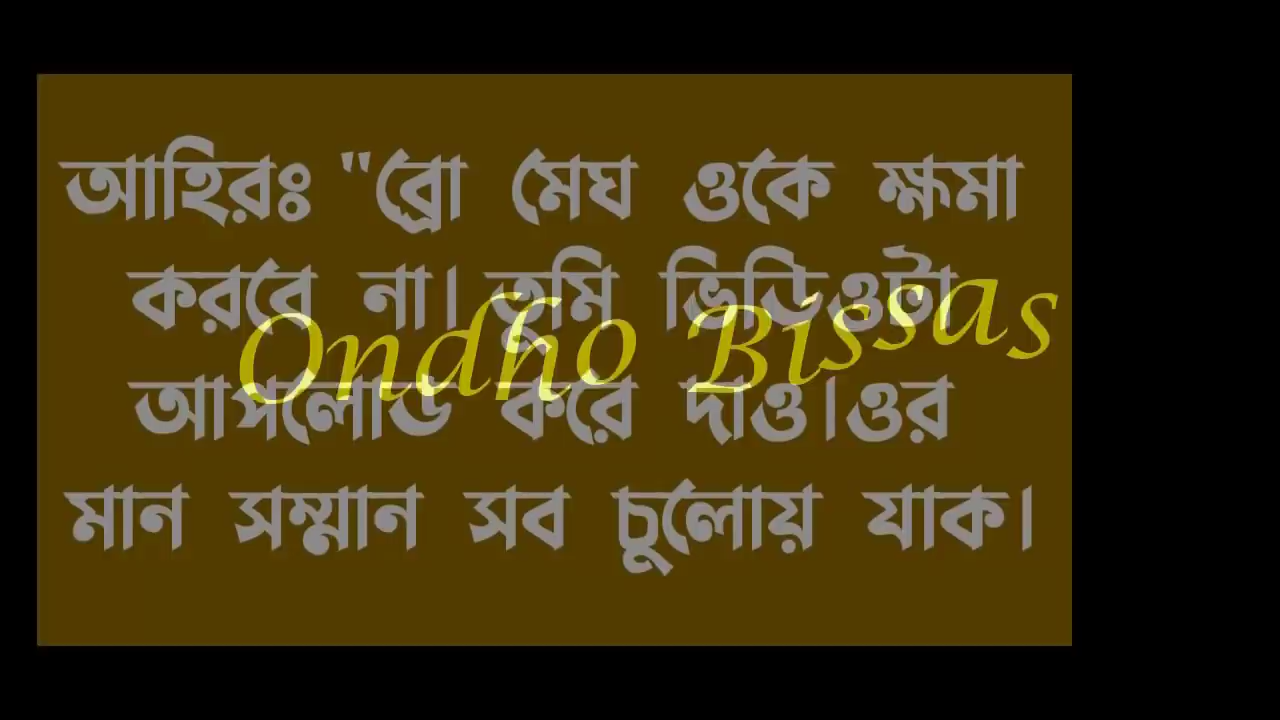 আহিরঃ "ব্রো মেঘ ওকে ক্ষমা
করবে না। তুমি ভিডিওটা
Ondho Bissas
আপলোড করে দাও।ওর
মান সম্মান সব চুলোয় যাক।